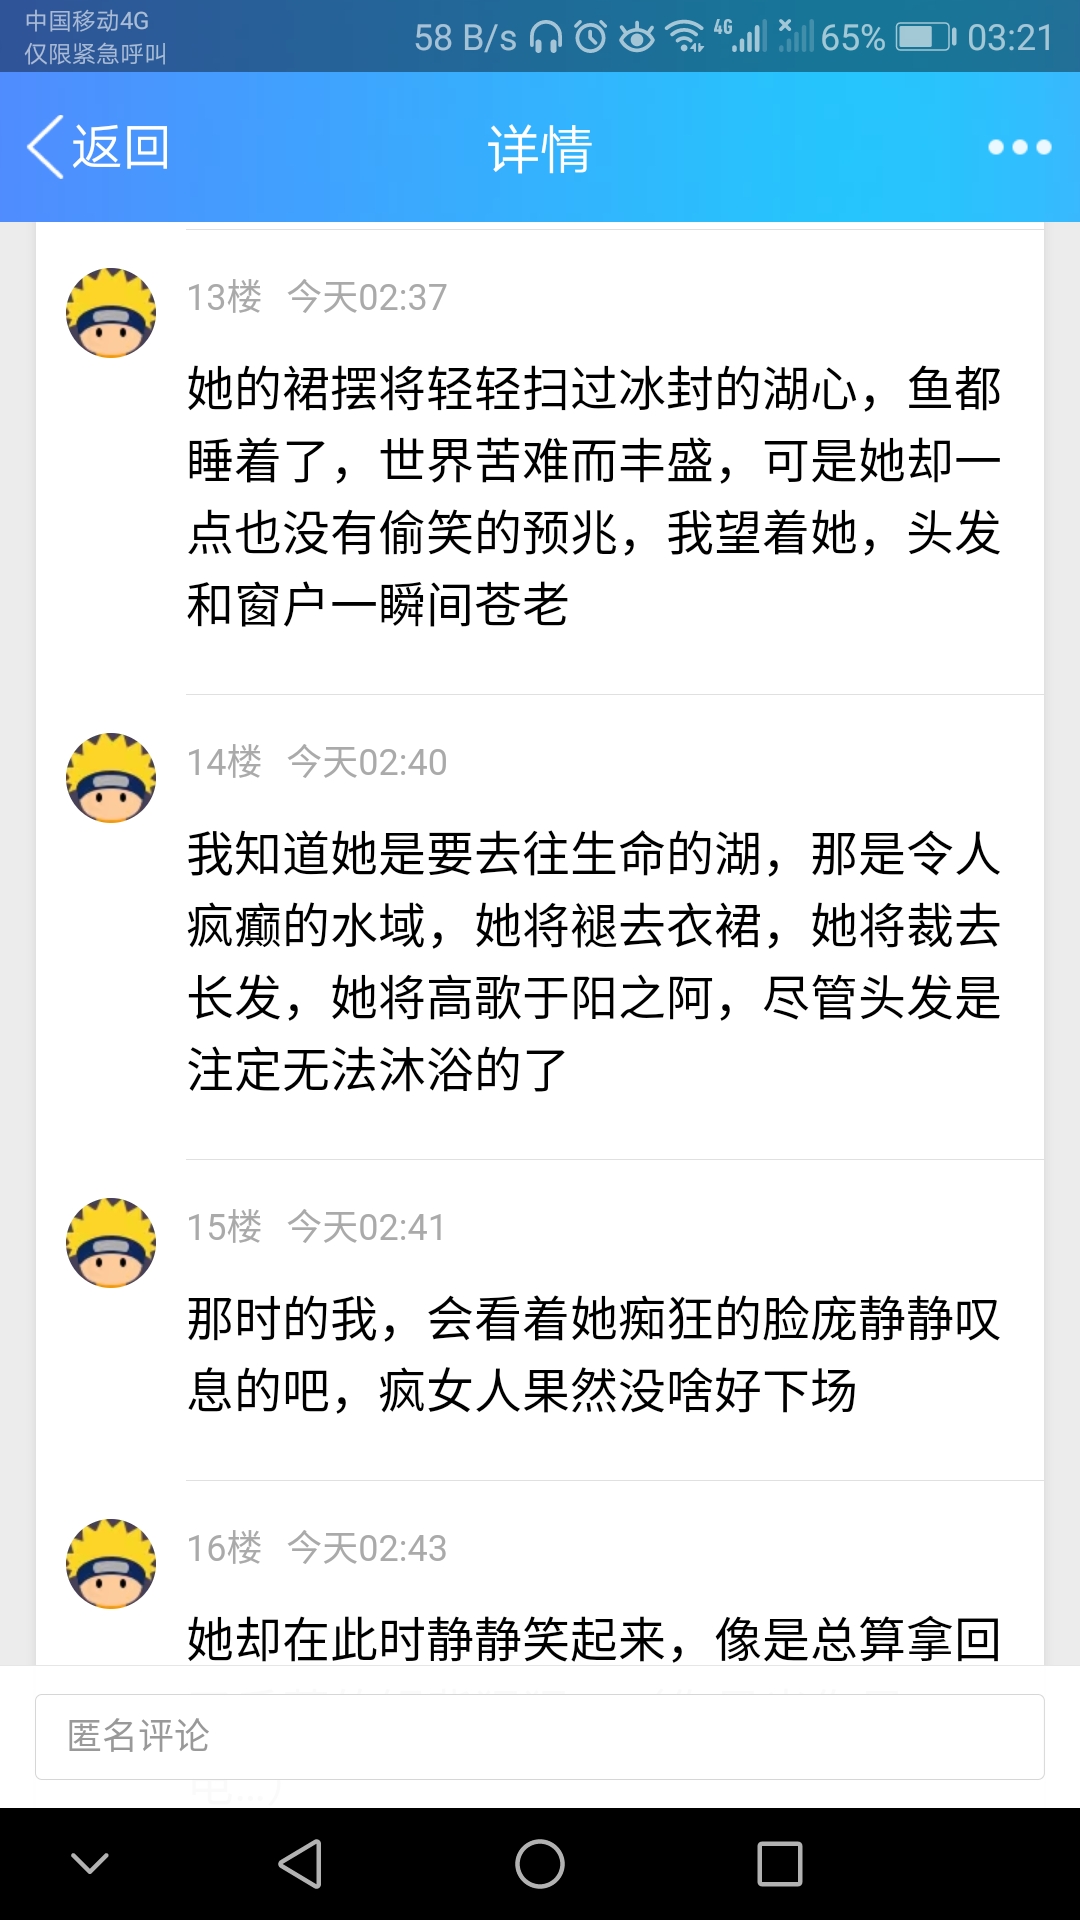 中国移动4G
仅限紧急呼叫
58 B/s 4G 65% 03:21
返回 详情
13楼 今天02:37
她的裙摆将轻轻扫过冰封的湖心，鱼都
睡着了，世界苦难而丰盛，可是她却一
点也没有偷笑的预兆，我望着她，头发
和窗户一瞬间苍老
14楼 今天02:40
我知道她是要去往生命的湖，那是令人
疯癫的水域，她将褪去衣裙，她将裁去
长发，她将高歌于阳之阿，尽管头发是
注定无法沐浴的了
15楼 今天02:41
那时的我，会看着她痴狂的脸庞静静叹
息的吧，疯女人果然没啥好下场
16楼 今天02:43
她却在此时静静笑起来，像是总算拿回
匿名评论